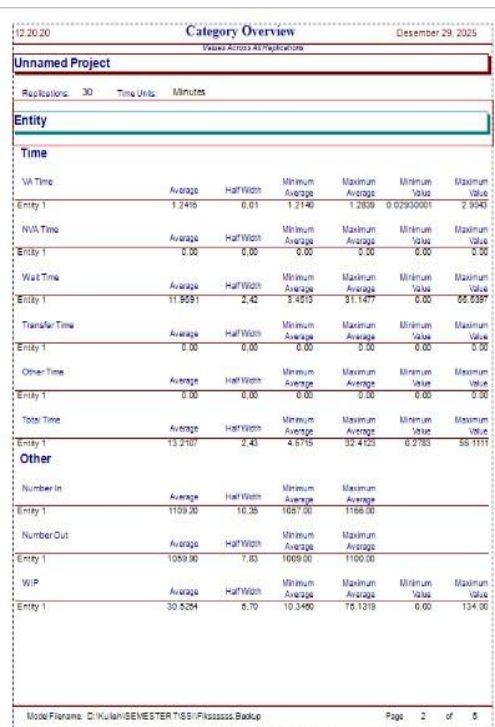 12.20.20 Category Overview Desember 29, 2025
Values Across All Replications
Unnamed Project
Replications: 30 Time Units: Minutes
Entity
Time
VA Time Average Half Width Minimum Average Maximum Average Minimum Value Maximum Value
Entity 1 1.2416 0,01 1.2140 1.2839 0.02930001 2.9043
NVA Time Average Half Width Minimum Average Maximum Average Minimum Value Maximum Value
Entity 1 0.00 0,00 0.00 0.00 0.00 0.00
Wait Time Average Half Width Minimum Average Maximum Average Minimum Value Maximum Value
Entity 1 11.9691 2,42 3.4513 31.1477 0.00
Transfer Time Average Half Width Minimum Average Maximum Average Minimum Value Maximum Value
Entity 1 0.00 0,00 0.00 0.00 0.00 0.00
Other Time Average Half Width Minimum Average Maximum Average Minimum Value Maximum Value
Entity 1 0.00 0,00 0.00 0.00 0.00 0.00
Total Time Average Half Width Minimum Average Maximum Average Minimum Value Maximum Value
Entity 1 13.2107 2,43 4.6715 32.4123 0.2783 56.1111
Other
Number In Average Half Width Minimum Average Maximum Average
Entity 1 1109.20 10,35 1057.00 1166.00
Number Out Average Half Width Minimum Average Maximum Average
Entity 1 1059.90 7,83 1009.00 1100.00
WIP Average Half Width Minimum Average Maximum Average Minimum Value Maximum Value
Entity 1 30.5264 10.3460 78.1319 0.00 134.00
Model Filename: D:\Kuliah\SEMESTER 7\SSI\Fiksssss.Backup Page 2 of